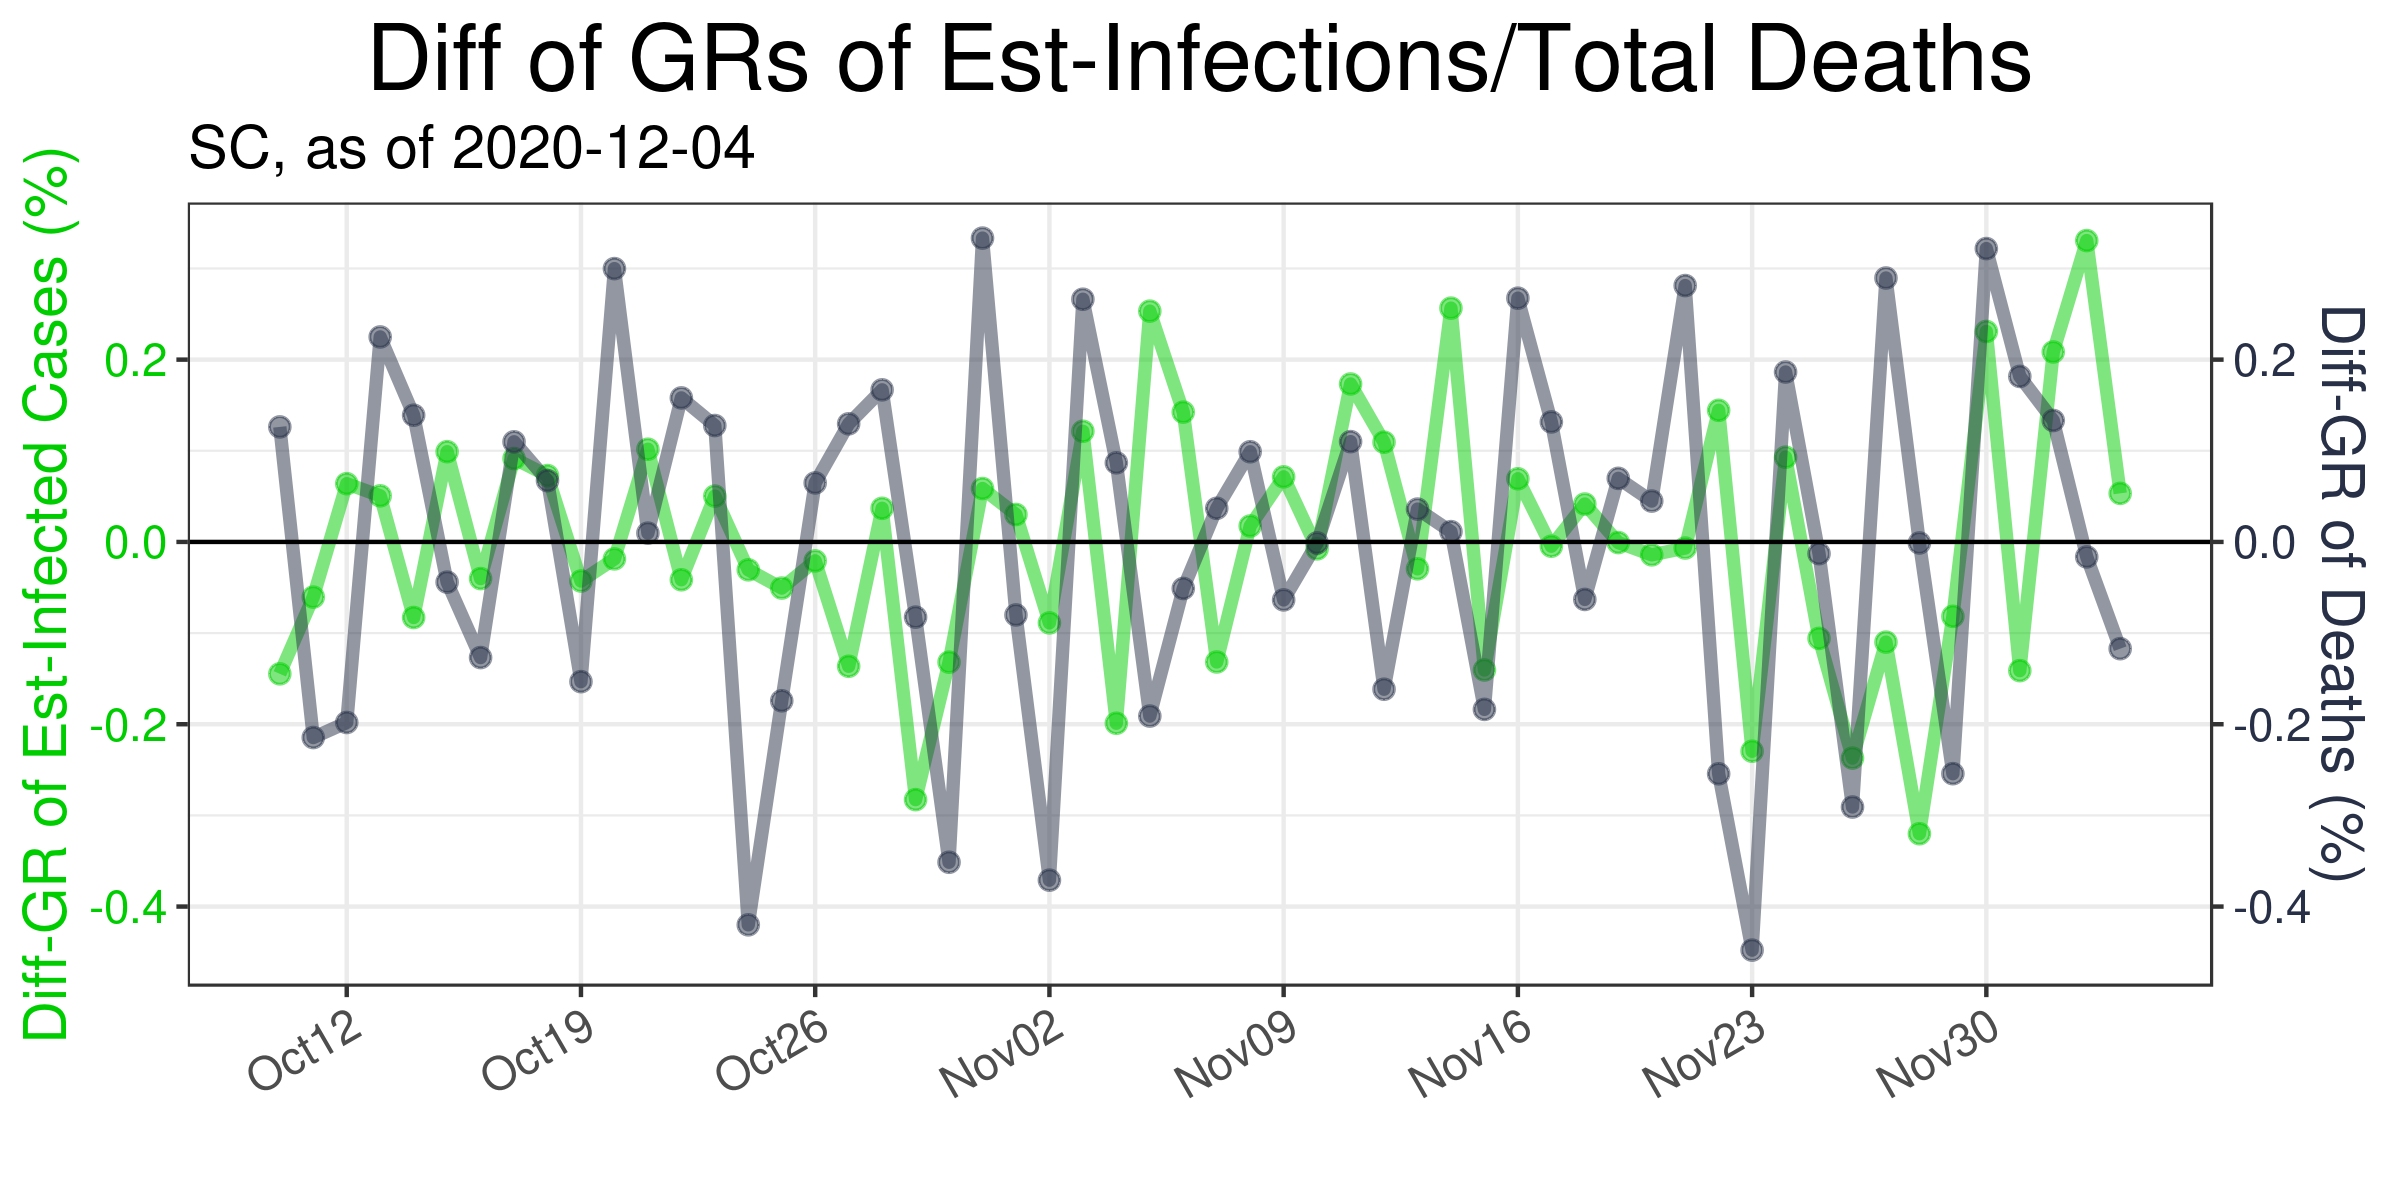 Diff of GRs of Est-Infections/Total Deaths
SC, as of 2020-12-04
Diff-GR of Est-Infected Cases (%)
0.2
0.0
-0.2
-0.4
0.2
0.0
-0.2
-0.4
Diff-GR of Deaths (%)
Oct12
Oct19
Oct26
Nov02
Nov09
Nov16
Nov23
Nov30